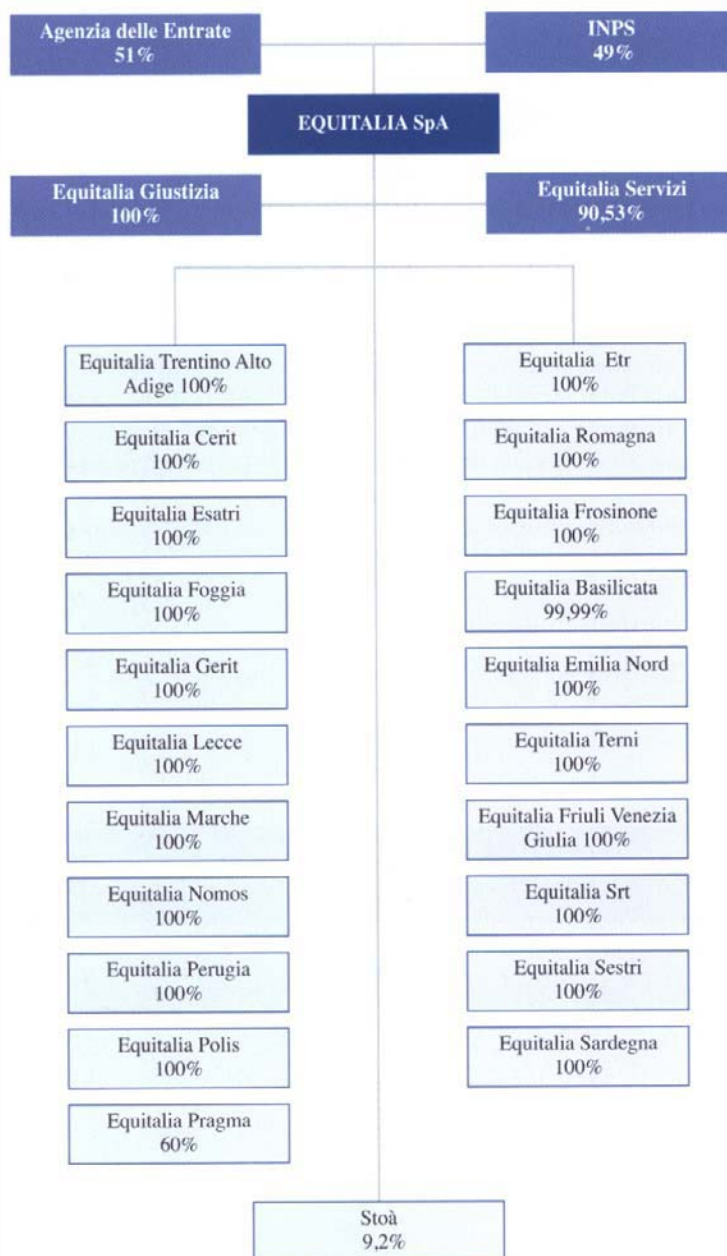 Agenzia delle Entrate
51%
INPS
49%
EQUITALIA SpA
Equitalia Giustizia
100%
Equitalia Servizi
90,53%
Equitalia Trentino Alto
Adige 100%
Equitalia Cerit
100%
Equitalia Esatri
100%
Equitalia Foggia
100%
Equitalia Gerit
100%
Equitalia Lecce
100%
Equitalia Marche
100%
Equitalia Nomos
100%
Equitalia Perugia
100%
Equitalia Polis
100%
Equitalia Pragma
60%
Equitalia Etr
100%
Equitalia Romagna
100%
Equitalia Frosinone
100%
Equitalia Basilicata
99,99%
Equitalia Emilia Nord
100%
Equitalia Terni
100%
Equitalia Friuli Venezia
Giulia 100%
Equitalia Srt
100%
Equitalia Sestri
100%
Equitalia Sardegna
100%
Stoà
9,2%